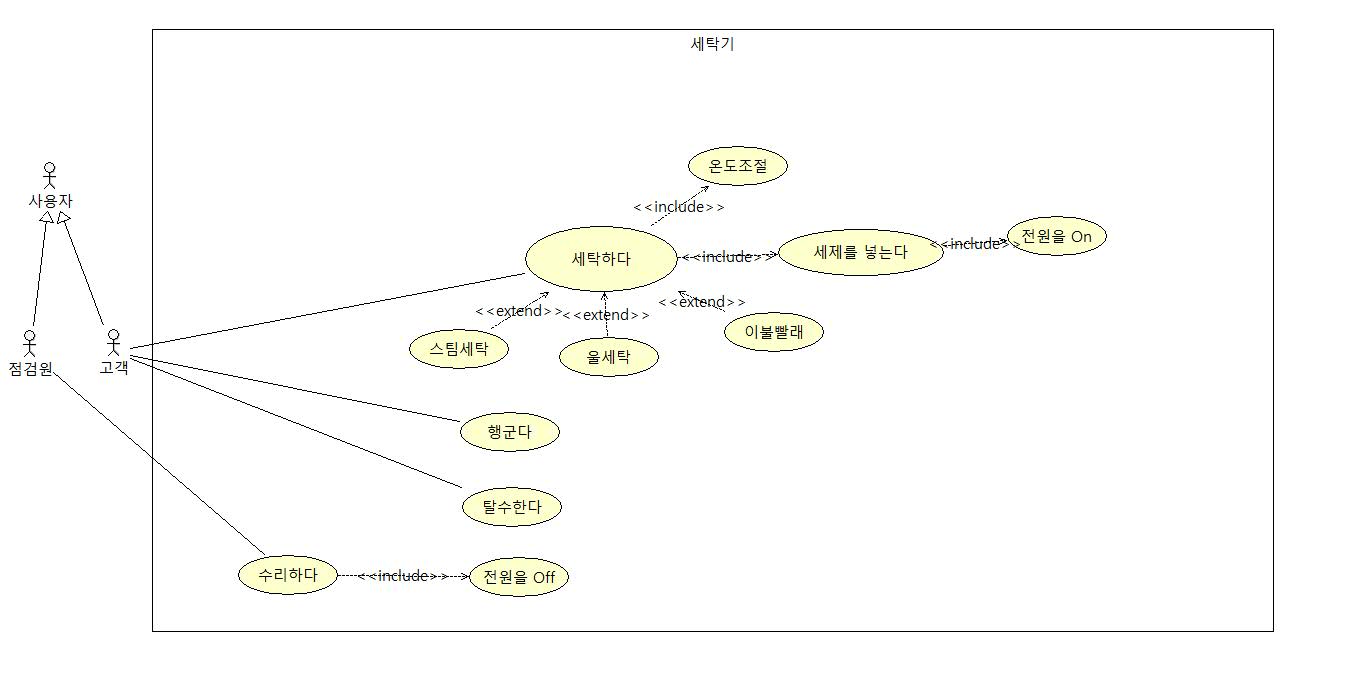 세탁기
온도조절
사용자
<<include>>
전원을 On
<<include>>
세제를 넣는다
<<include>>
세탁하다
<<extend>>
<<extend>>
<<extend>>
이불빨래
스팀세탁
울세탁
점검원
고객
행군다
탈수한다
수리하다
<<include>>
전원을 Off